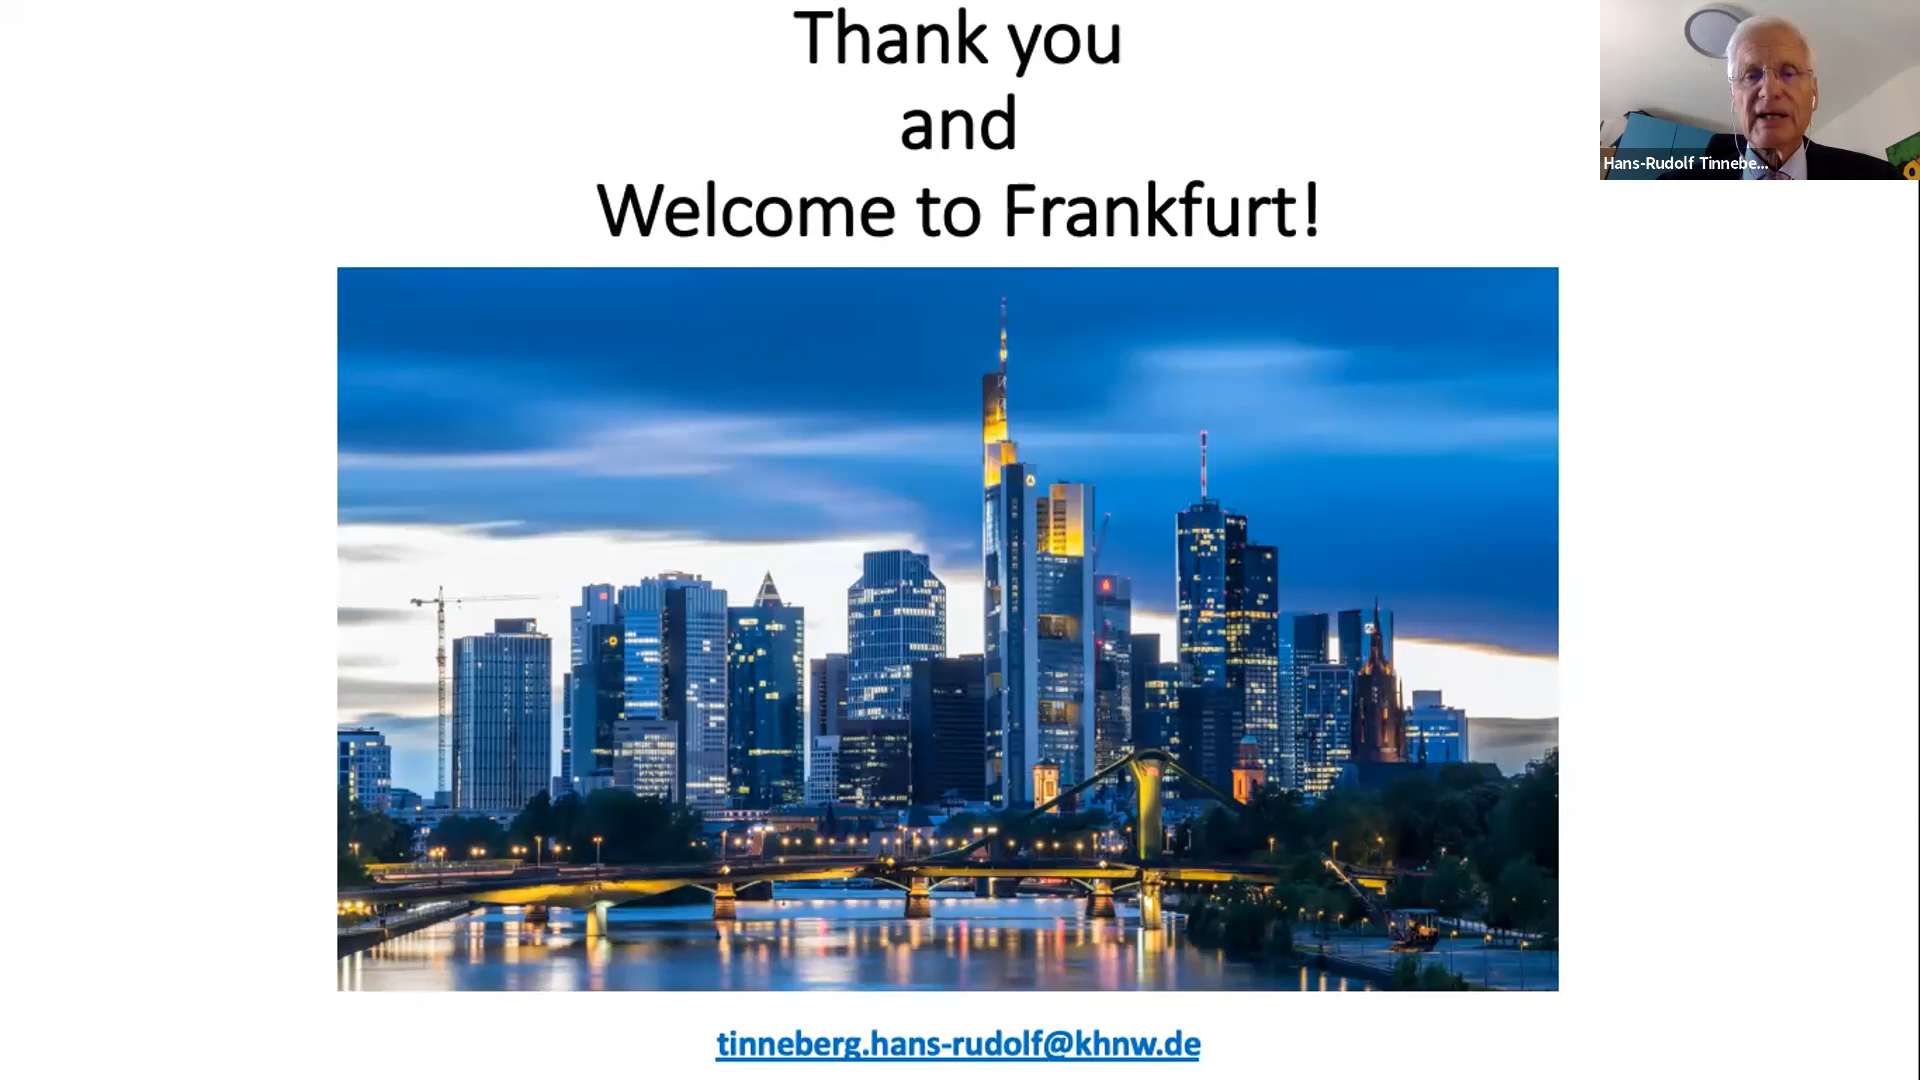 Thank you
and
Welcome to Frankfurt!
Hans-Rudolf Tinnebe...
tinneberg.hans-rudolf@khnw.de